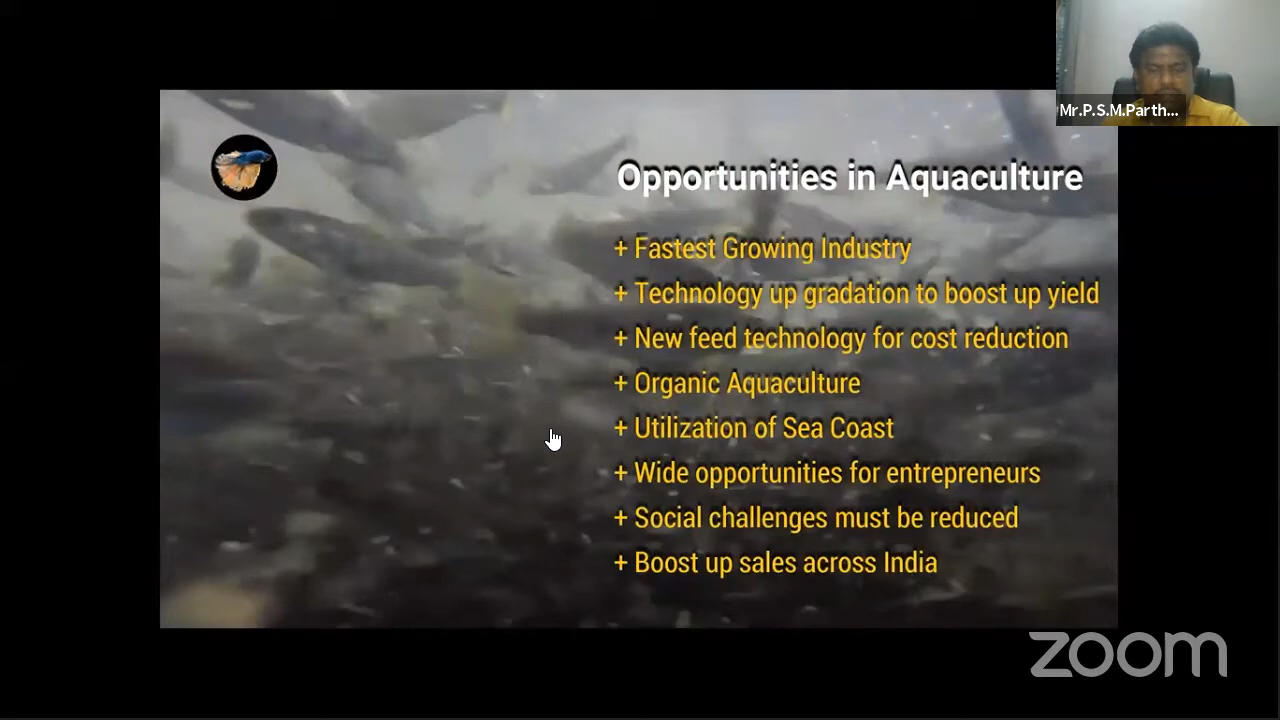 Mr.P.S.M.Parth...
Opportunities in Aquaculture
+ Fastest Growing Industry
+ Technology up gradation to boost up yield
+ New feed technology for cost reduction
+ Organic Aquaculture
+ Utilization of Sea Coast
+ Wide opportunities for entrepreneurs
+ Social challenges must be reduced
+ Boost up sales across India
zoom